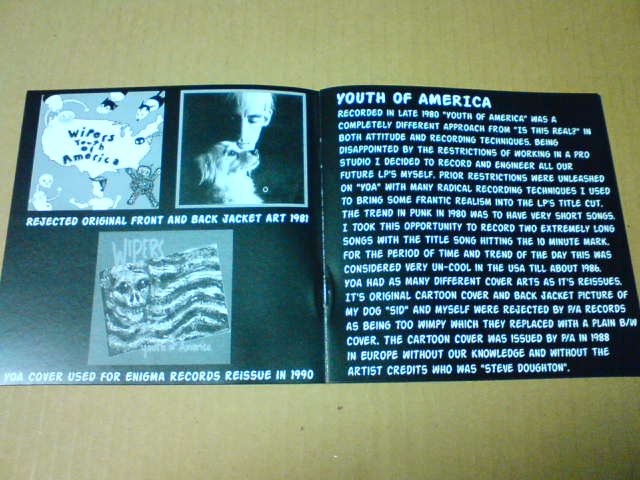 Wipers
Youth
of
America
REJECTED ORIGINAL FRONT AND BACK JACKET ART 1981
WIPERS
Youth of America
YOA COVER USED FOR ENIGMA RECORDS REISSUE IN 1990
YOUTH OF AMERICA
RECORDED IN LATE 1980 "YOUTH OF AMERICA" WAS A
COMPLETELY DIFFERENT APPROACH FROM "IS THIS REAL?" IN
BOTH ATTITUDE AND RECORDING TECHNIQUES. BEING
DISAPPOINTED BY THE RESTRICTIONS OF WORKING IN A PRO
STUDIO I DECIDED TO RECORD AND ENGINEER ALL OUR
FUTURE LP'S MYSELF. PRIOR RESTRICTIONS WERE UNLEASHED
ON "YOA" WITH MANY RADICAL RECORDING TECHNIQUES I USED
TO BRING SOME FRANTIC REALISM INTO THE LP'S TITLE CUT.
THE TREND IN PUNK IN 1980 WAS TO HAVE VERY SHORT SONGS.
I TOOK THIS OPPORTUNITY TO RECORD TWO EXTREMELY LONG
SONGS WITH THE TITLE SONG HITTING THE 10 MINUTE MARK.
FOR THE PERIOD OF TIME AND TREND OF THE DAY THIS WAS
CONSIDERED VERY UN-COOL IN THE USA TILL ABOUT 1986.
YOA HAD AS MANY DIFFERENT COVER ARTS AS IT'S REISSUES.
IT'S ORIGINAL CARTOON COVER AND BACK JACKET PICTURE OF
MY DOG "SID" AND MYSELF WERE REJECTED BY P/A RECORDS
AS BEING TOO WIMPY WHICH THEY REPLACED WITH A PLAIN B/W
COVER. THE CARTOON COVER WAS ISSUED BY P/A IN 1988
IN EUROPE WITHOUT OUR KNOWLEDGE AND WITHOUT THE
ARTIST CREDITS WHO WAS "STEVE DOUGHTON".